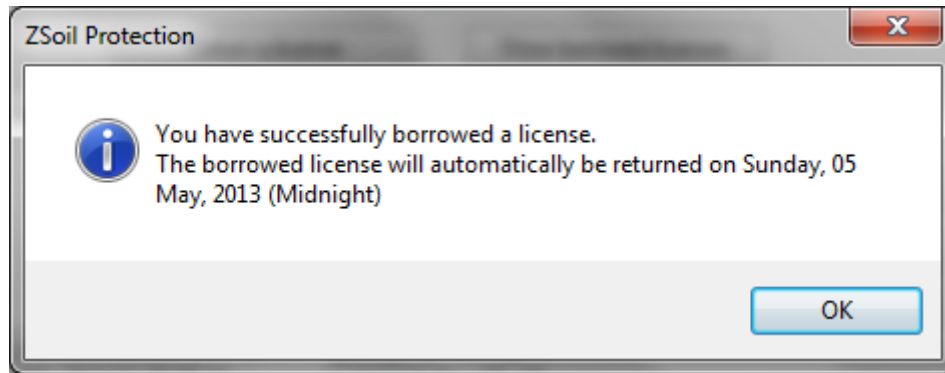 ZSoil Protection
You have successfully borrowed a license.
The borrowed license will automatically be returned on Sunday, 05
May, 2013 (Midnight)
OK